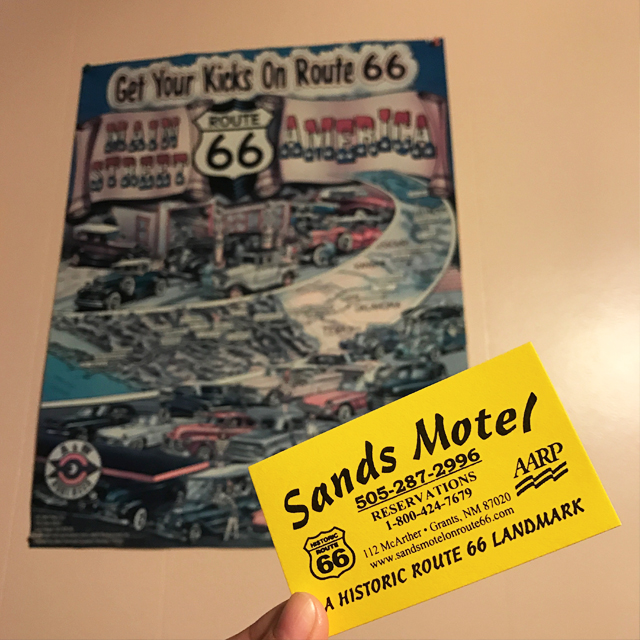 Get Your Kicks On Route 66
MAIN STREET
ROUTE 66
AMERICA
Sands Motel
505-287-2996
RESERVATIONS
1-800-424-7679
AARP
112 McArther • Grants, NM 87020
www.sandsmotelonroute66.com
HISTORIC ROUTE 66
A HISTORIC ROUTE 66 LANDMARK